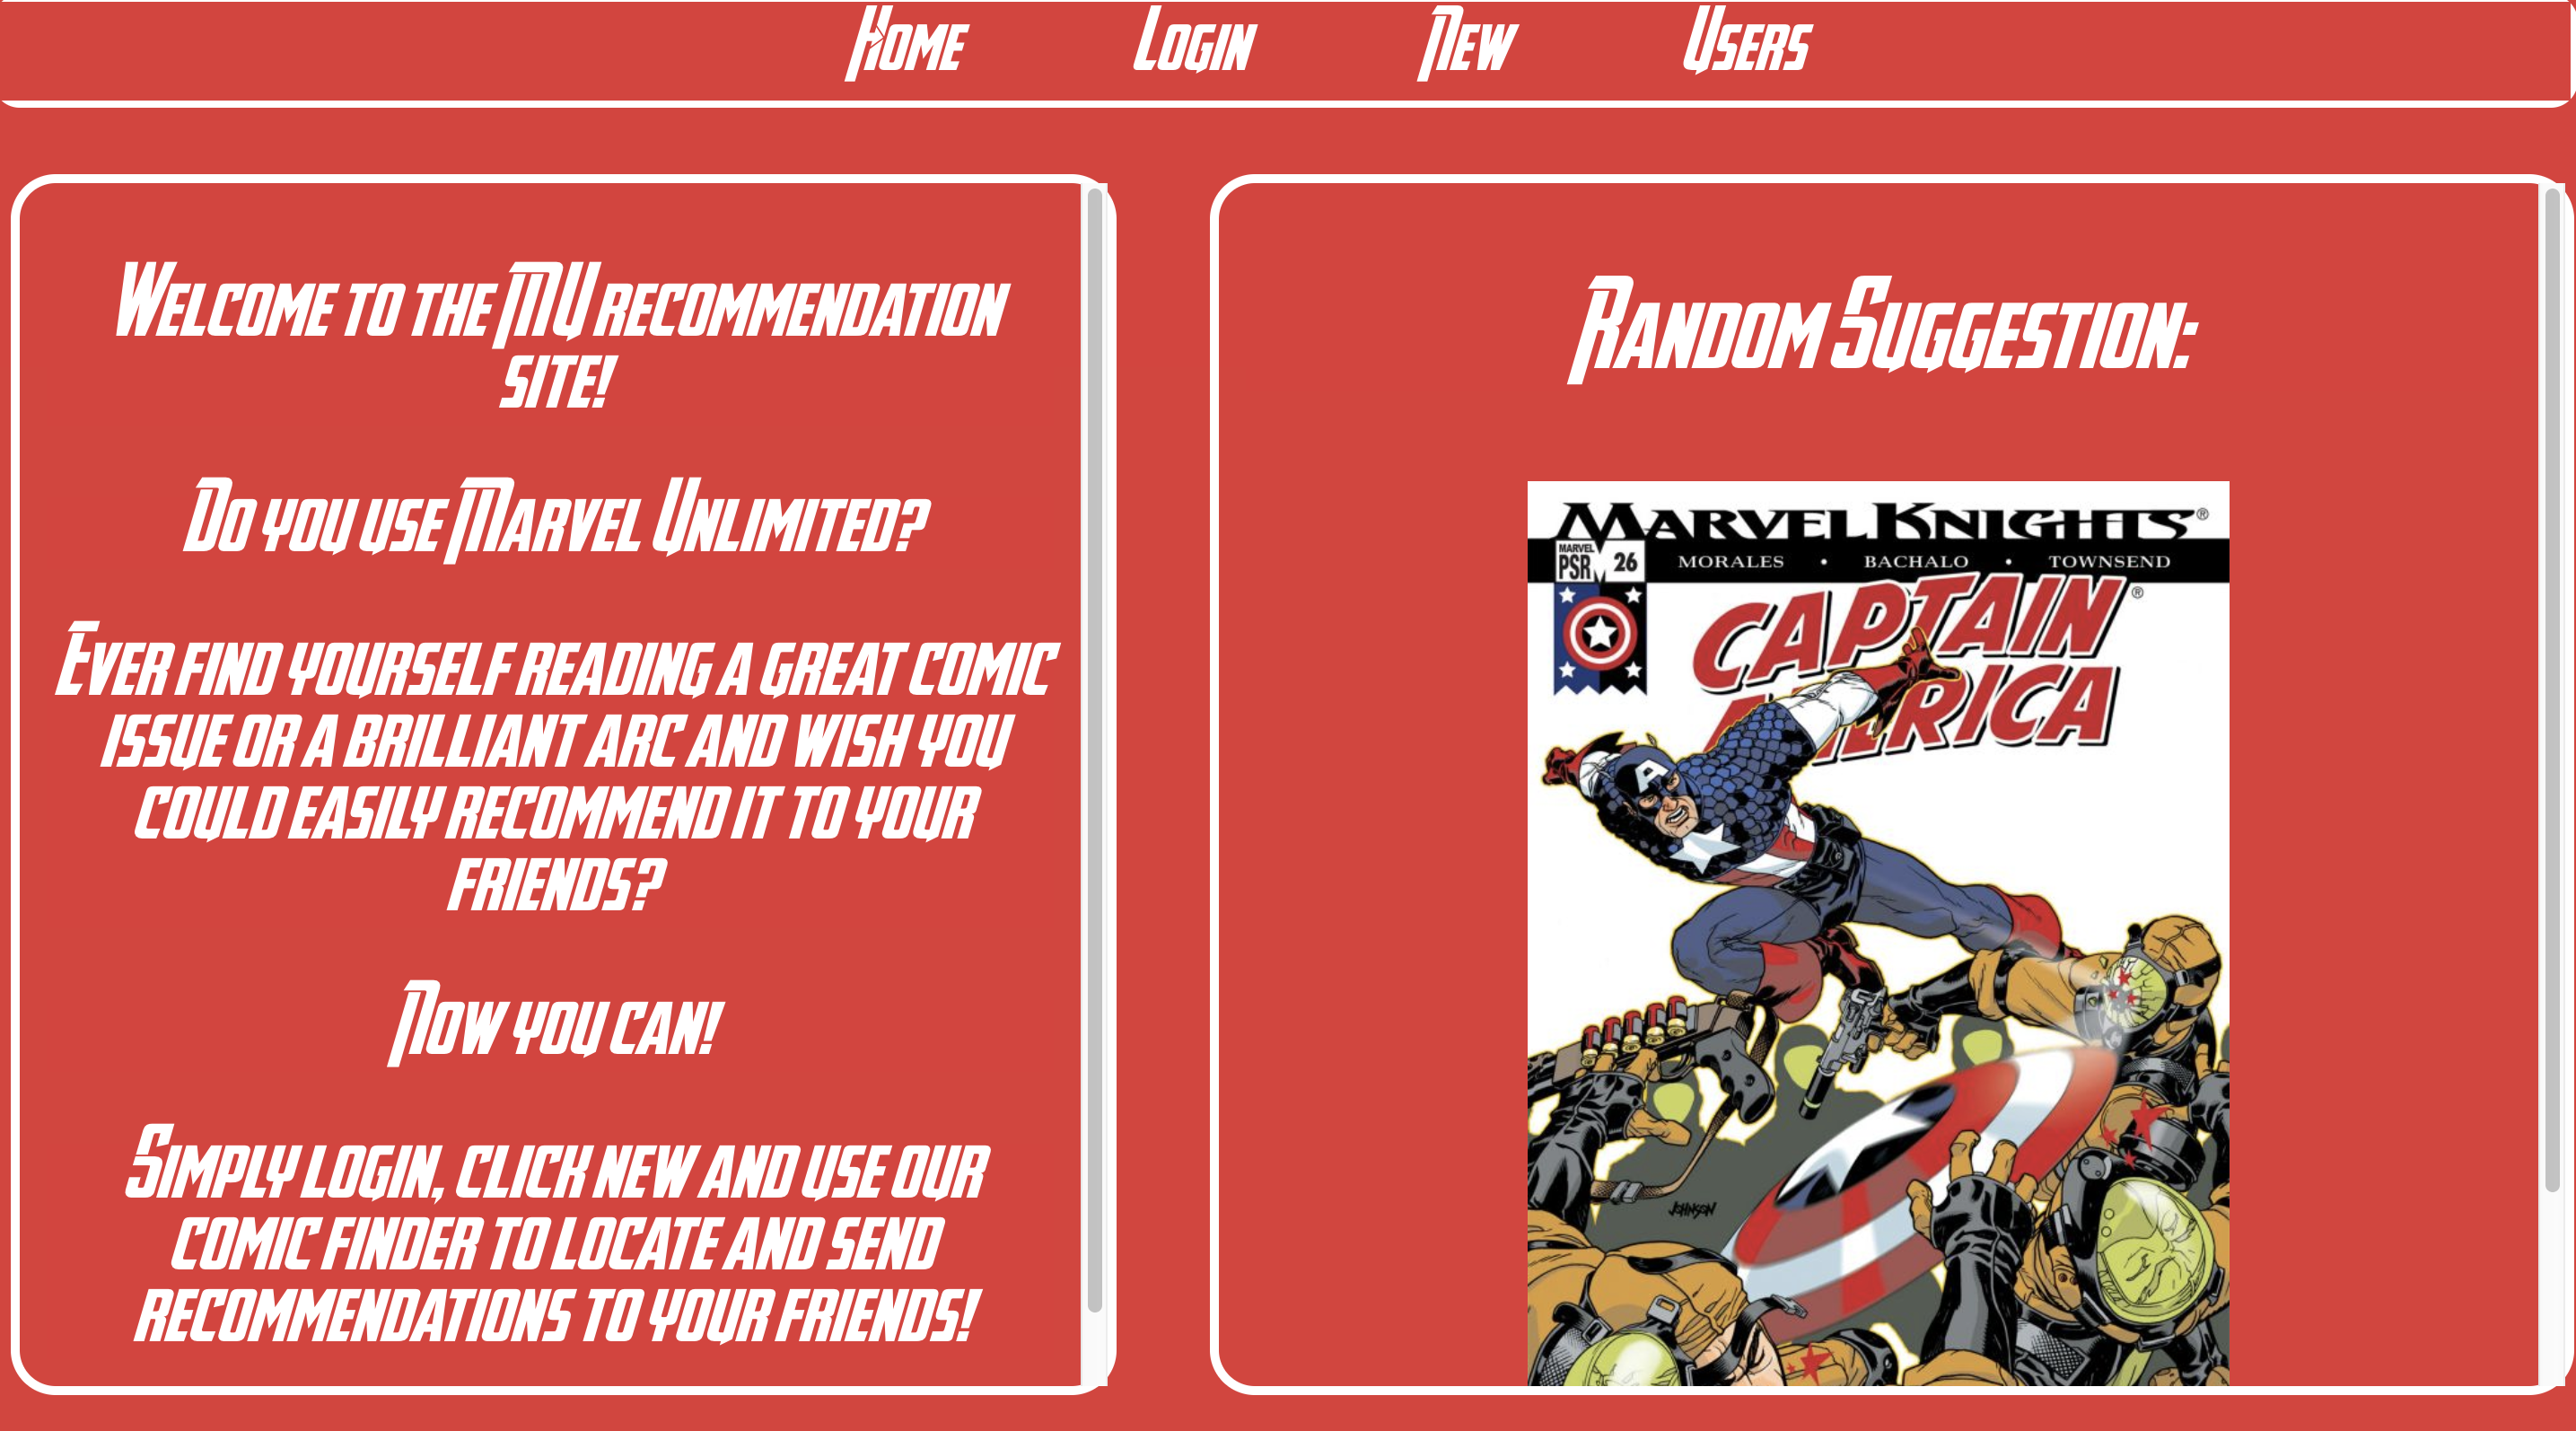 Home Login New Users
Welcome to the MU recommendation
site!
Do you use Marvel Unlimited?
Ever find yourself reading a great comic
issue or a brilliant arc and wish you
could easily recommend it to your
friends?
Now you can!
Simply login, click new and use our
comic finder to locate and send
recommendations to your friends!
Random Suggestion:
MARVEL KNIGHTS®
MARVEL
PSR 26
MORALES • BACHALO • TOWNSEND
CAPTAIN ®
AMERICA
A
JOHNSON